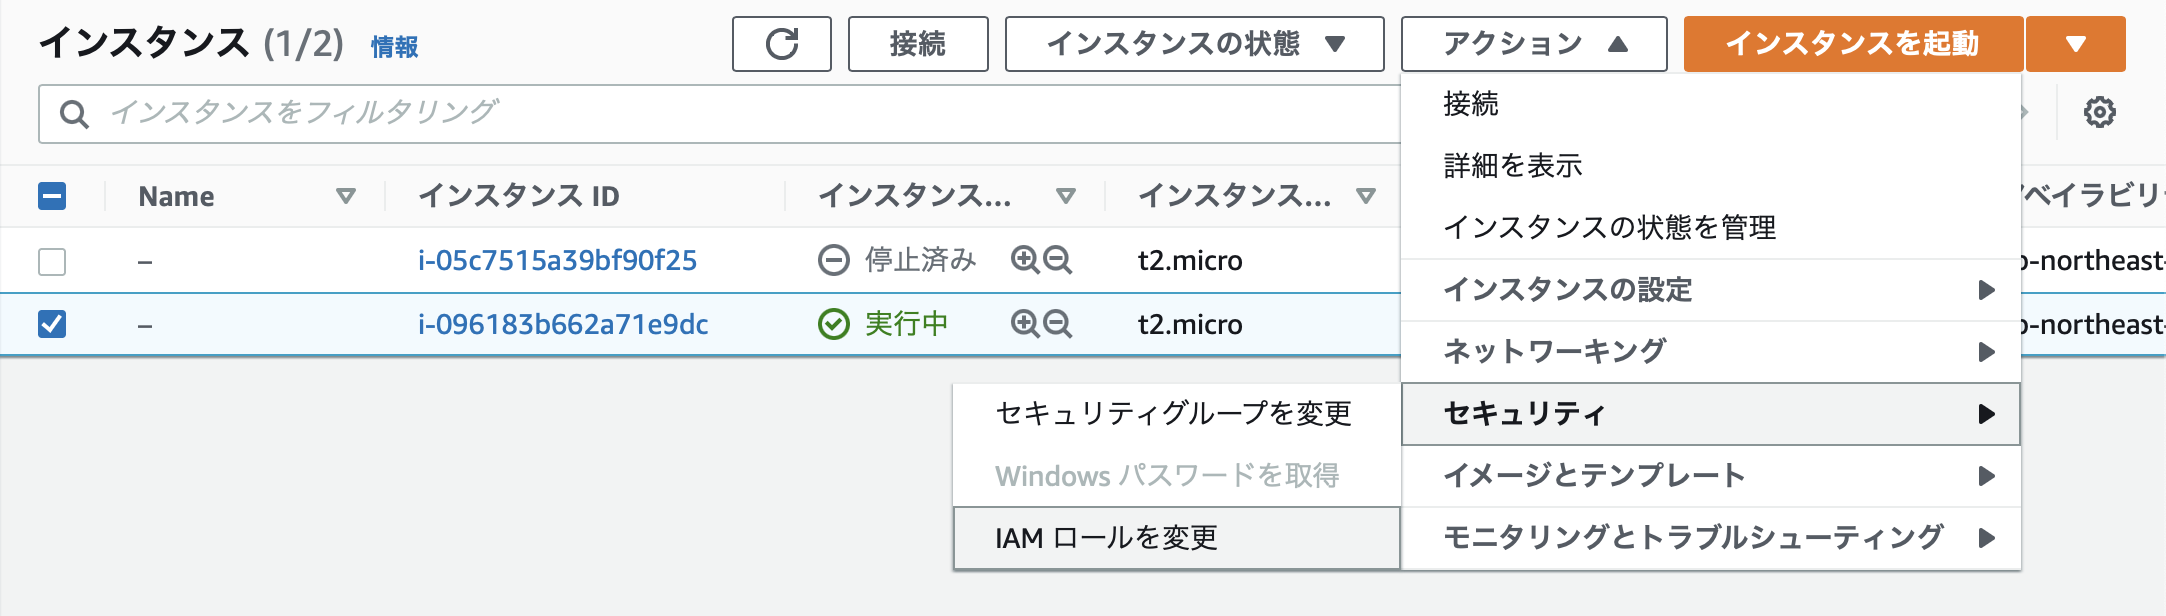 インスタンス (1/2) 情報 接続 インスタンスの状態 アクション インスタンスを起動
インスタンスをフィルタリング
Name インスタンス ID インスタンス... インスタンス...
– i-05c7515a39bf90f25 停止済み t2.micro
– i-096183b662a71e9dc 実行中 t2.micro
接続
詳細を表示
インスタンスの状態を管理
インスタンスの設定
ネットワーキング
セキュリティ
イメージとテンプレート
モニタリングとトラブルシューティング
セキュリティグループを変更
Windows パスワードを取得
IAM ロールを変更
ベイラビリ
-northeast-
-northeast-